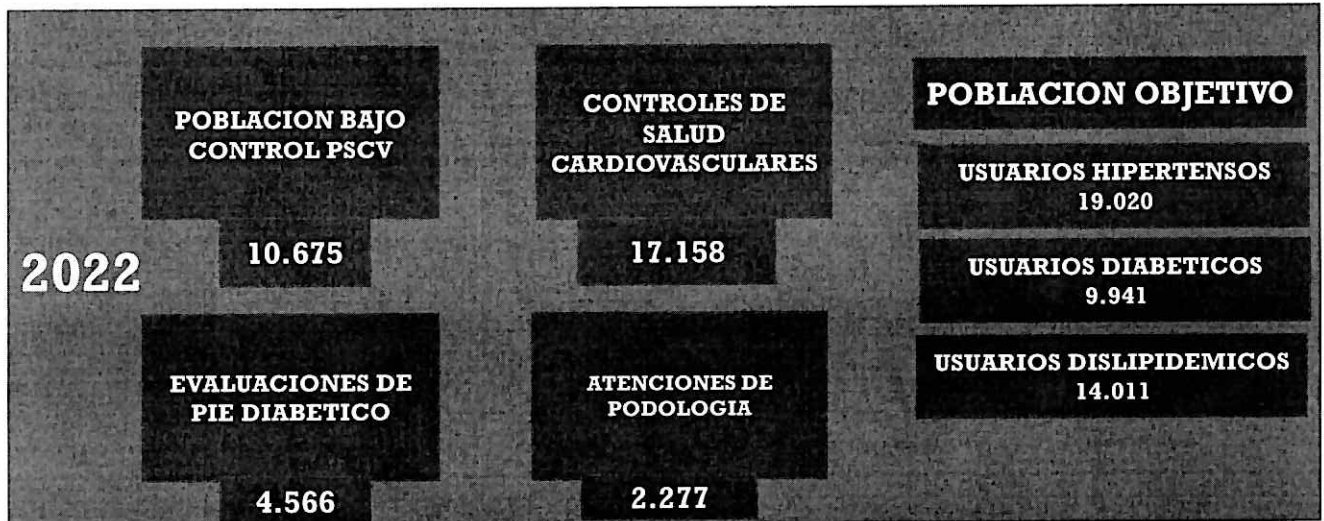 2022
POBLACION BAJO
CONTROL PSCV
10.675
CONTROLES DE
SALUD
CARDIOVASCULARES
17.158
EVALUACIONES DE
PIE DIABETICO
4.566
ATENCIONES DE
PODOLOGIA
2.277
POBLACION OBJETIVO
USUARIOS HIPERTENSOS
19.020
USUARIOS DIABETICOS
9.941
USUARIOS DISLIPIDEMICOS
14.011